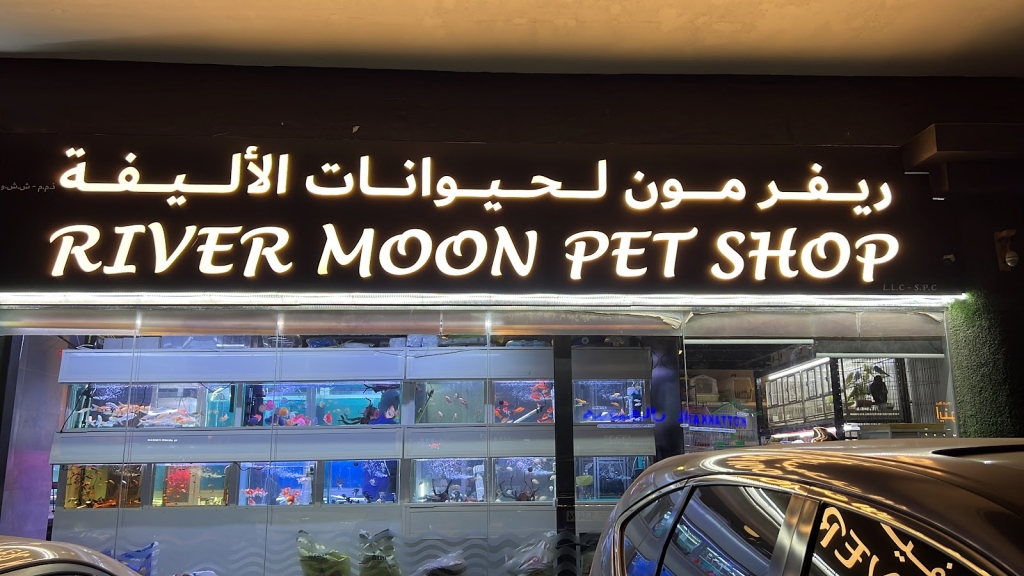 ريفر مون لحيوانات الأليفة
ذ.م.م - ش.ش.و
RIVER MOON PET SHOP
L.L.C - S.P.C